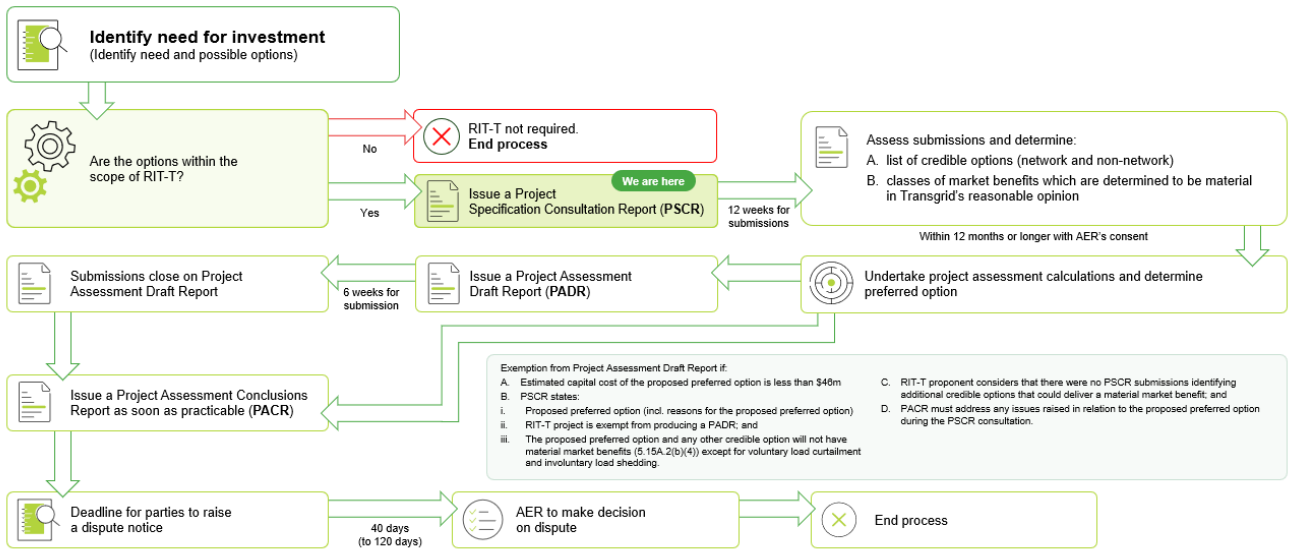 Identify need for investment
(Identify need and possible options)
Are the options within the
scope of RIT-T?
No
RIT-T not required.
End process
Yes
We are here
Issue a Project
Specification Consultation Report (PSCR)
12 weeks for
submissions
Assess submissions and determine:
A. list of credible options (network and non-network)
B. classes of market benefits which are determined to be material
in Transgrid's reasonable opinion
Within 12 months or longer with AER's consent
Undertake project assessment calculations and determine
preferred option
Issue a Project Assessment
Draft Report (PADR)
6 weeks for
submission
Submissions close on Project
Assessment Draft Report
Issue a Project Assessment Conclusions
Report as soon as practicable (PACR)
Exemption from Project Assessment Draft Report if:
A. Estimated capital cost of the proposed preferred option is less than $46m
B. PSCR states:
i. Proposed preferred option (incl. reasons for the proposed preferred option)
ii. RIT-T project is exempt from producing a PADR; and
iii. The proposed preferred option and any other credible option will not have
material market benefits (5.15A.2(b)(4)) except for voluntary load curtailment
and involuntary load shedding.
C. RIT-T proponent considers that there were no PSCR submissions identifying
additional credible options that could deliver a material market benefit; and
D. PACR must address any issues raised in relation to the proposed preferred option
during the PSCR consultation.
Deadline for parties to raise
a dispute notice
40 days
(to 120 days)
AER to make decision
on dispute
End process